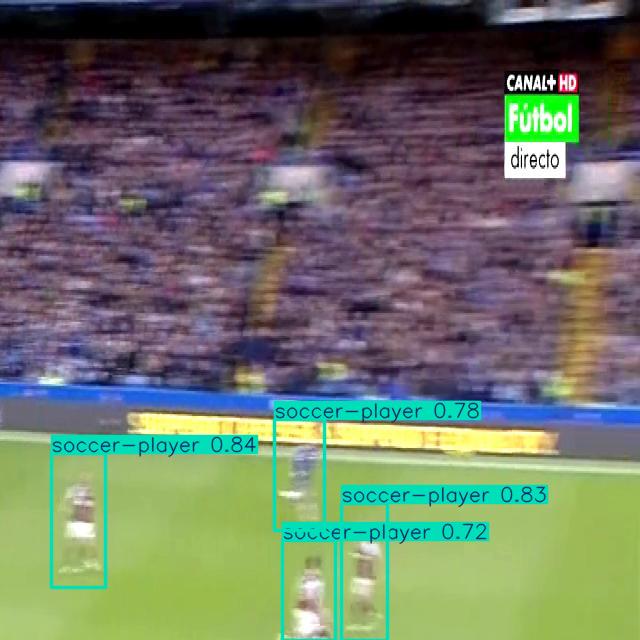 CANAL+ HD
Fútbol
directo
soccer-player 0.78
soccer-player 0.84
soccer-player 0.83
soccer-player 0.72